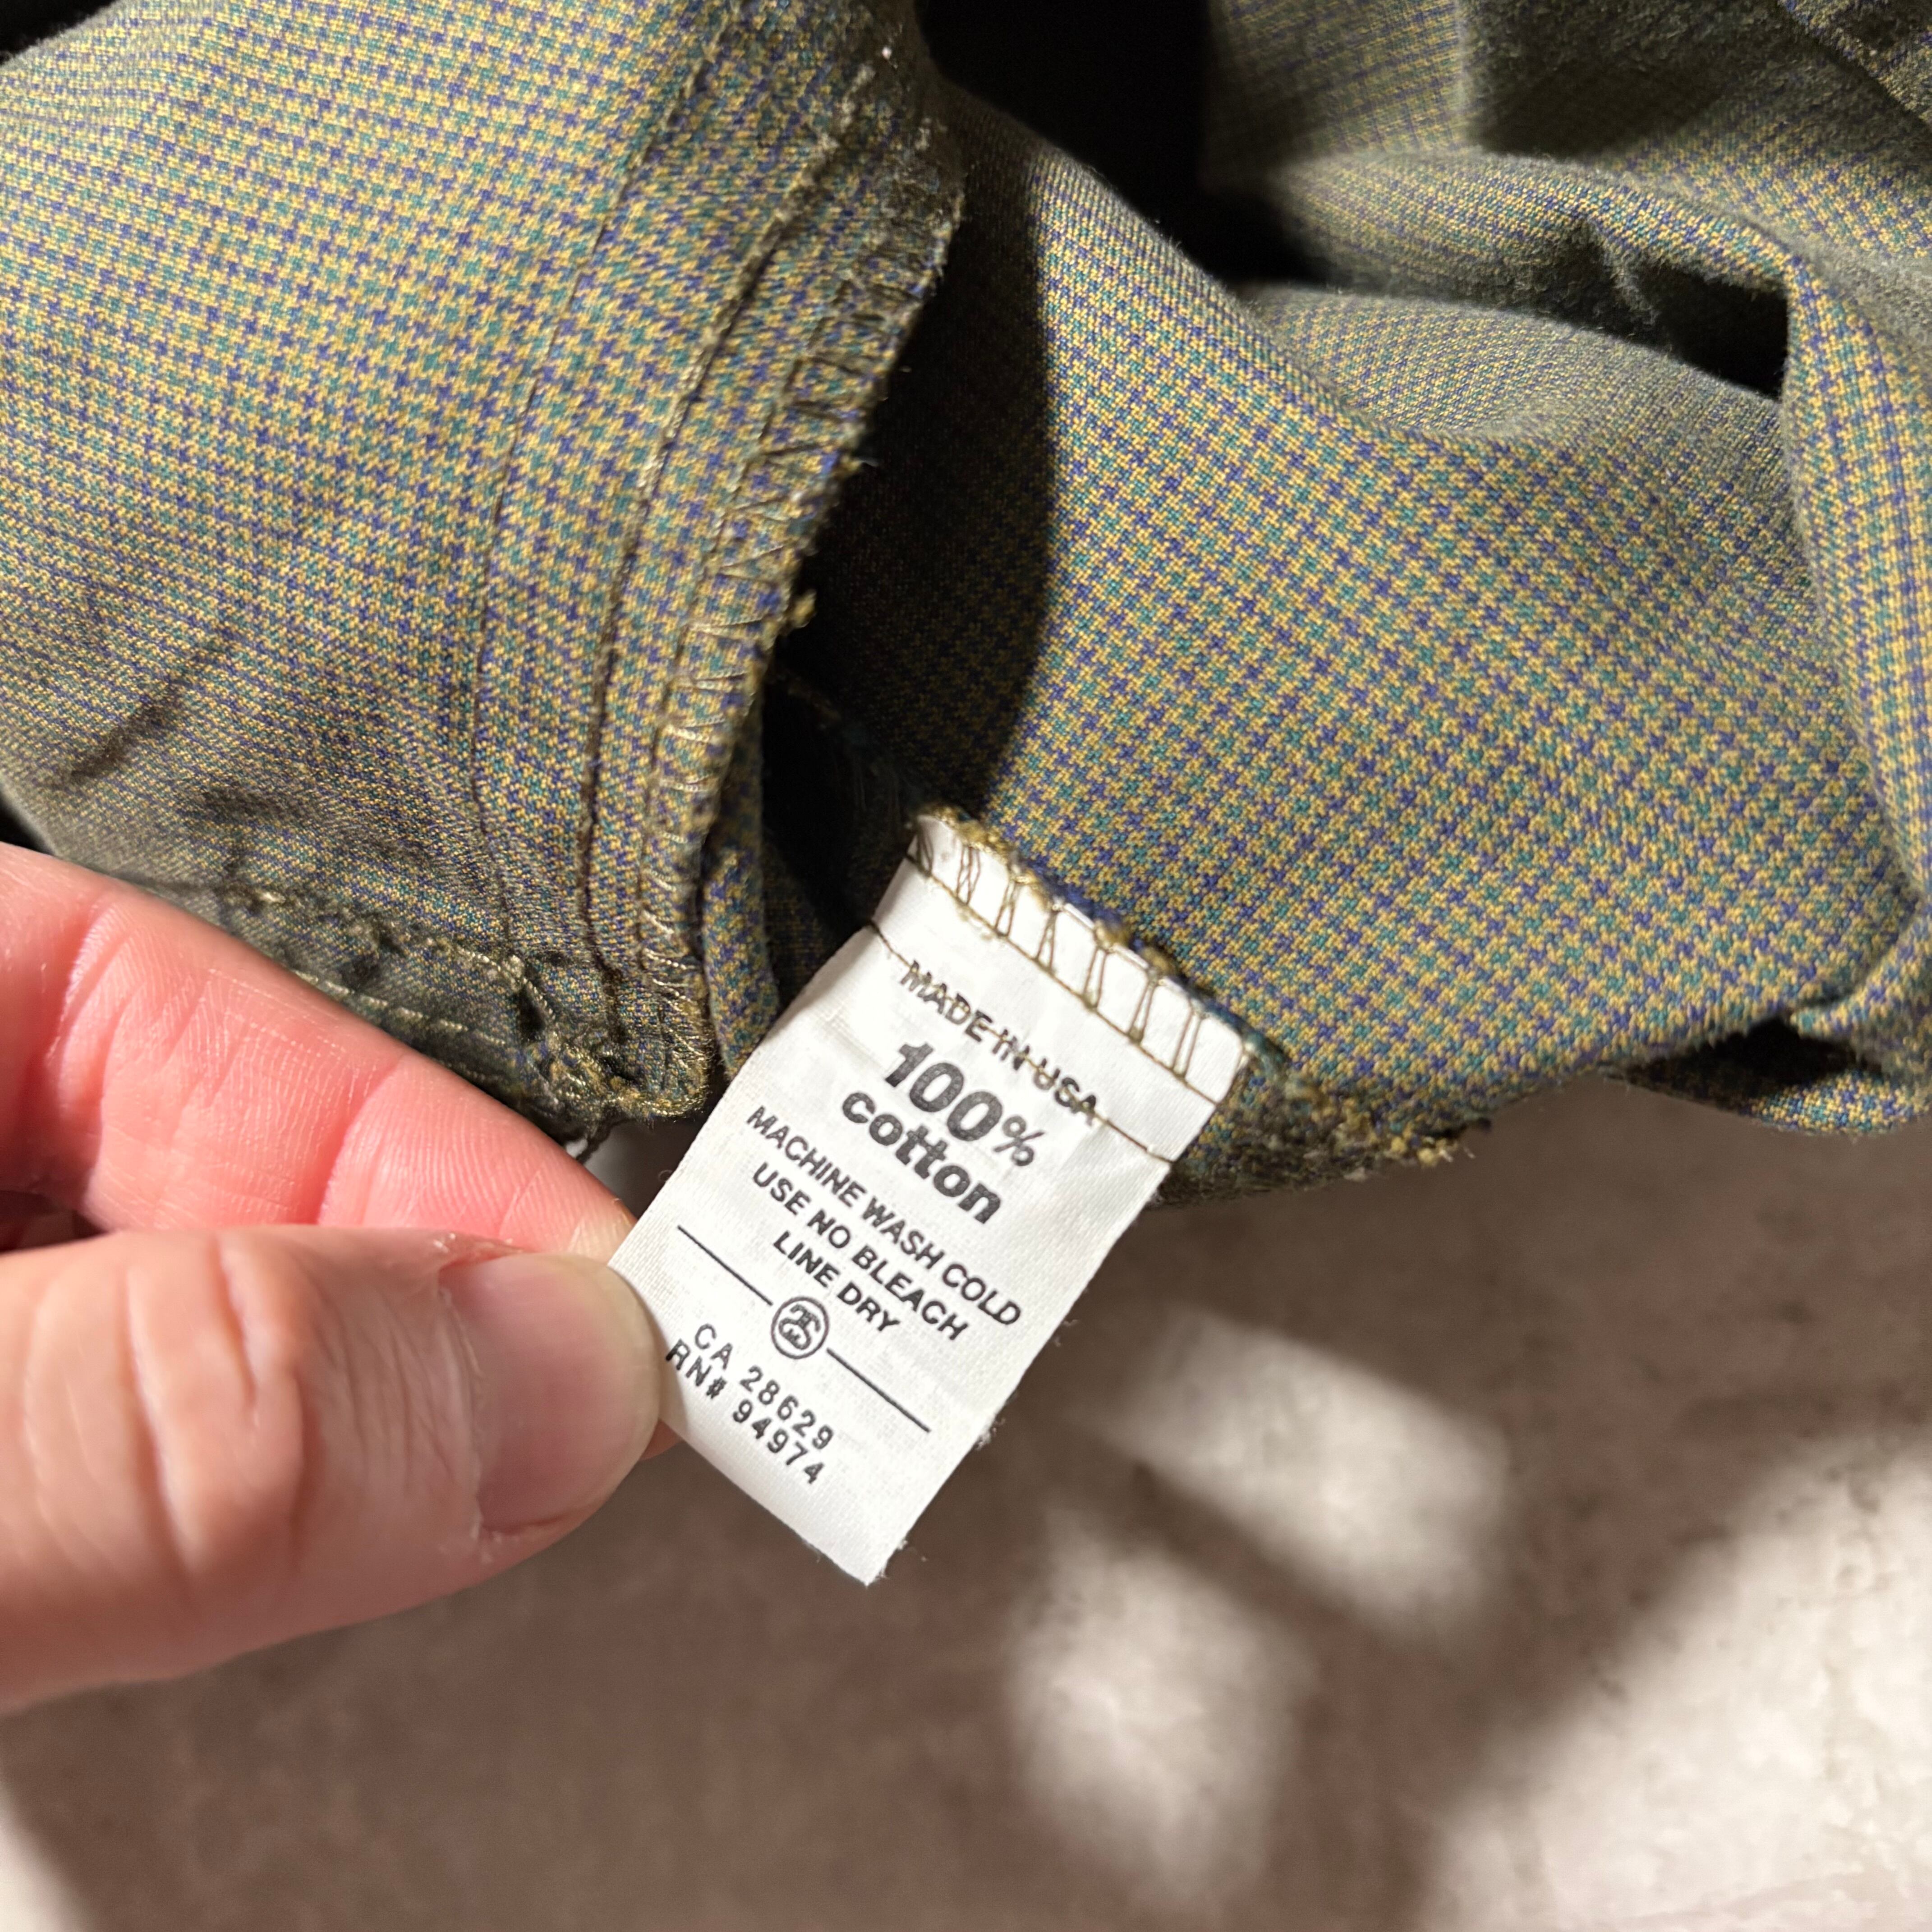 MADE IN USA
100%
cotton
MACHINE WASH COLD
USE NO BLEACH
LINE DRY
CA 28629
RN# 94974